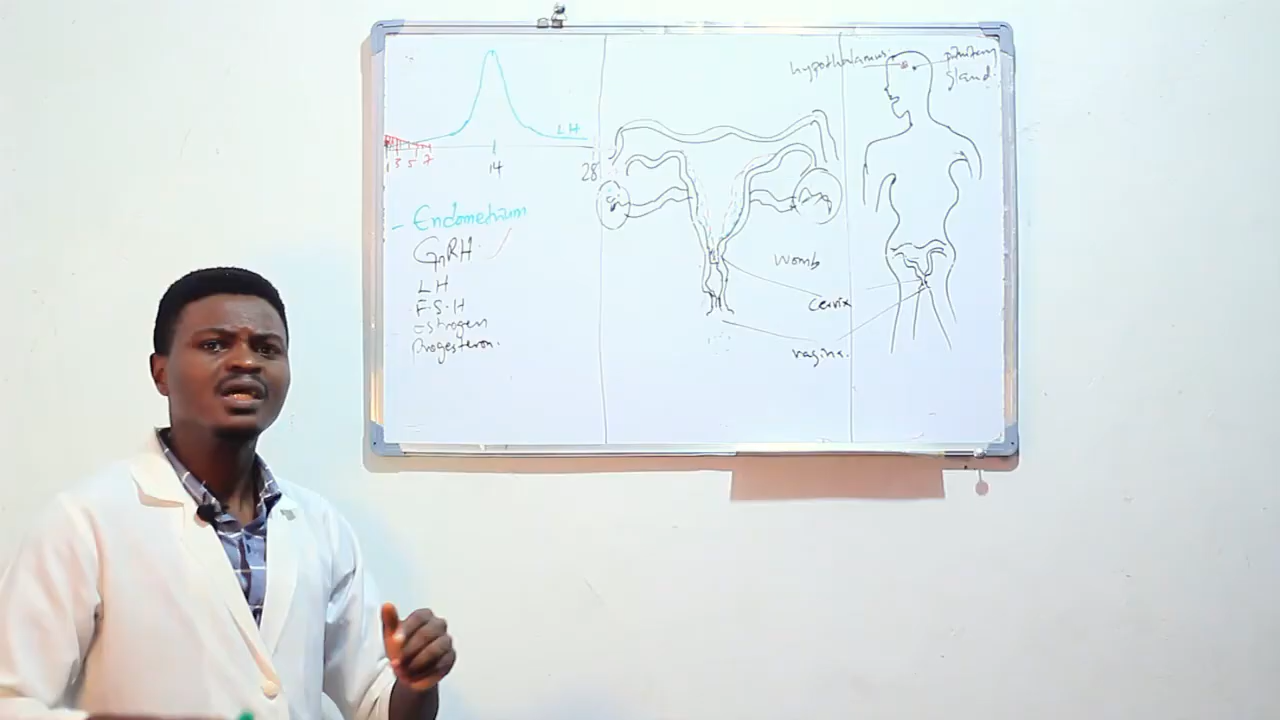 LH
1 3 5 7
14
28
- Endometrium
GnRH
LH
F.S.H
Estrogen
Progesteron.
Womb
Cervix
vagina.
hypothalamus
pituitary
gland.